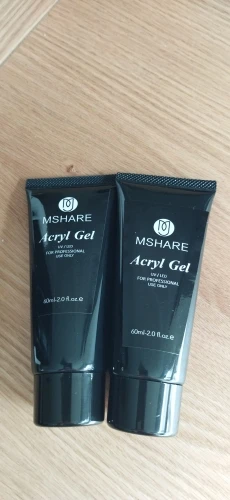 MSHARE
Acryl Gel
UV / LED
FOR PROFESSIONAL
USE ONLY
60ml-2.0 fl.oz.e
MSHARE
Acryl Gel
UV / LED
FOR PROFESSIONAL
USE ONLY
60ml-2.0 fl.oz.e